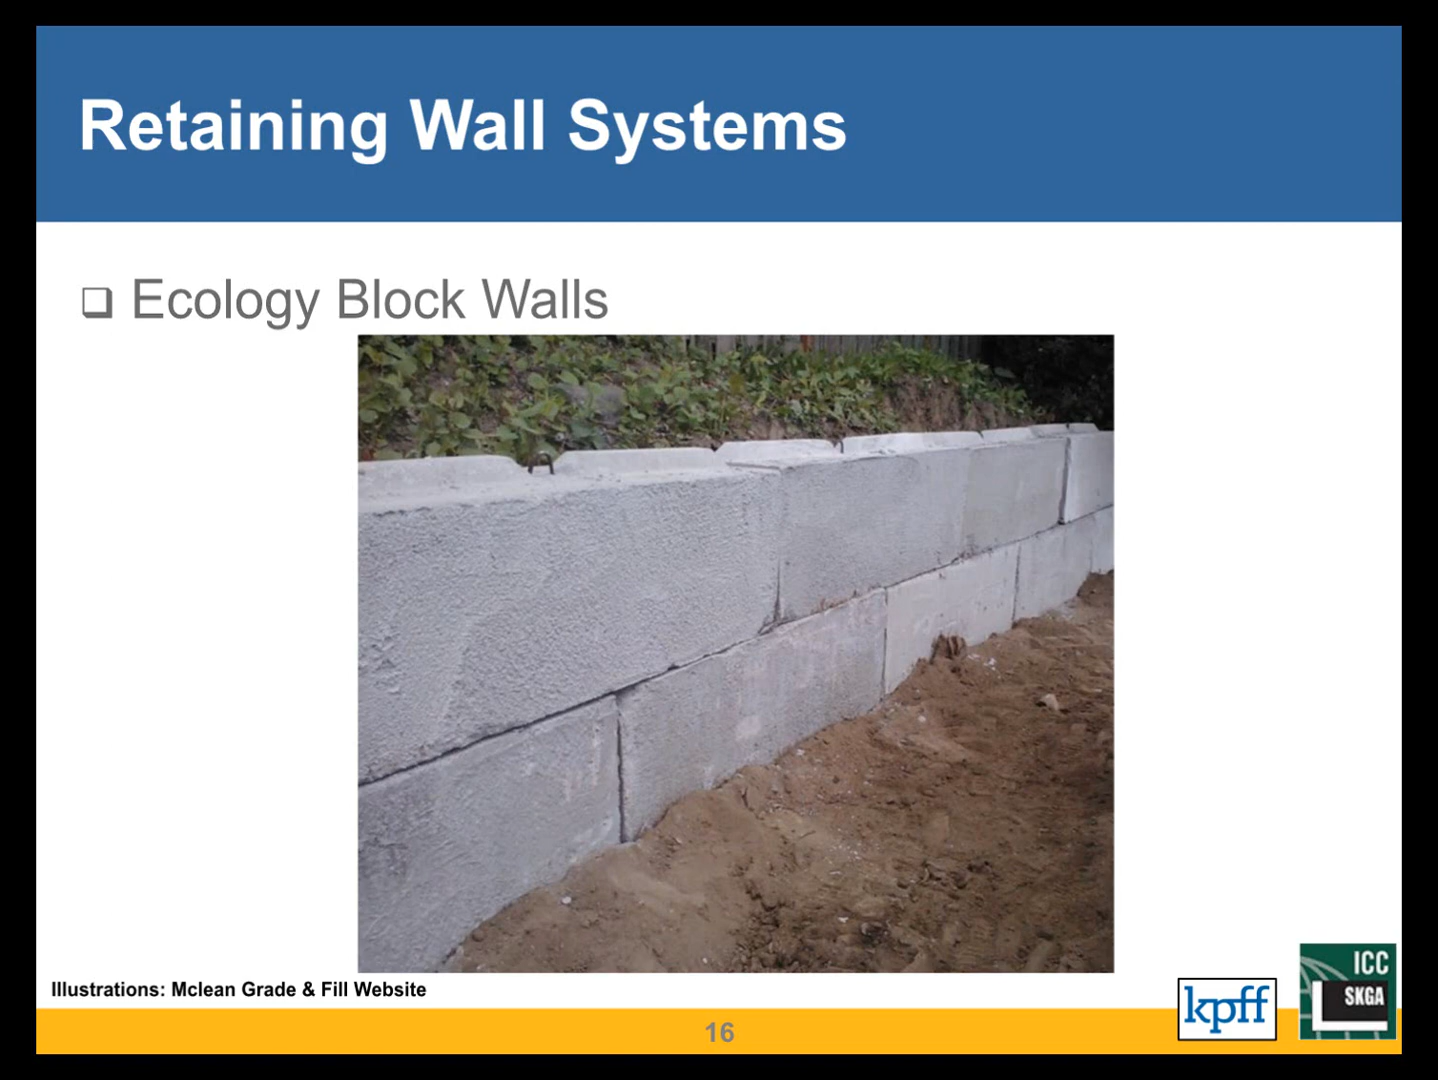 Retaining Wall Systems
❑ Ecology Block Walls
Illustrations: Mclean Grade & Fill Website
16
kpff
ICC
SKGA